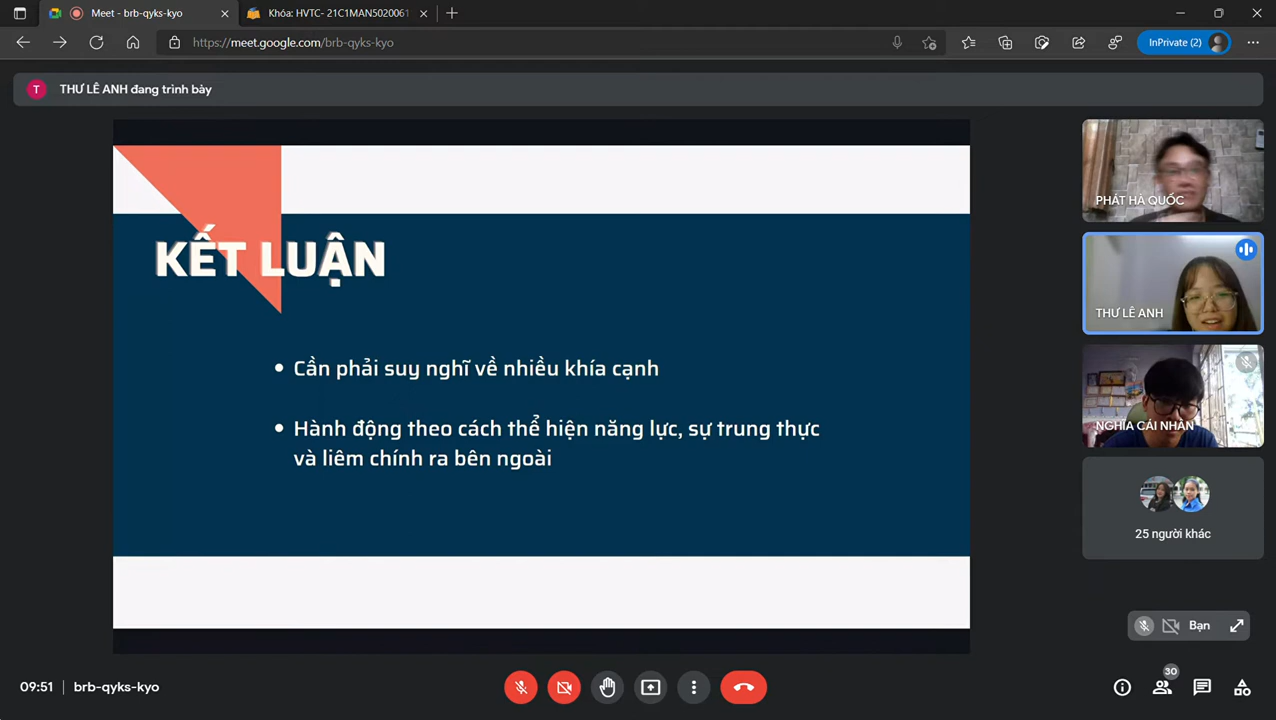 Meet - brb-qyks-kyo
Khóa: HVTC- 21C1MAN5020061
https://meet.google.com/brb-qyks-kyo
InPrivate (2)
T
THƯ LÊ ANH đang trình bày
KẾT LUẬN
• Cần phải suy nghĩ về nhiều khía cạnh
• Hành động theo cách thể hiện năng lực, sự trung thực
và liêm chính ra bên ngoài
PHÁT HÀ QUỐC
THƯ LÊ ANH
NGHĨA CÁI NHÂN
25 người khác
Bạn
09:51 | brb-qyks-kyo
30